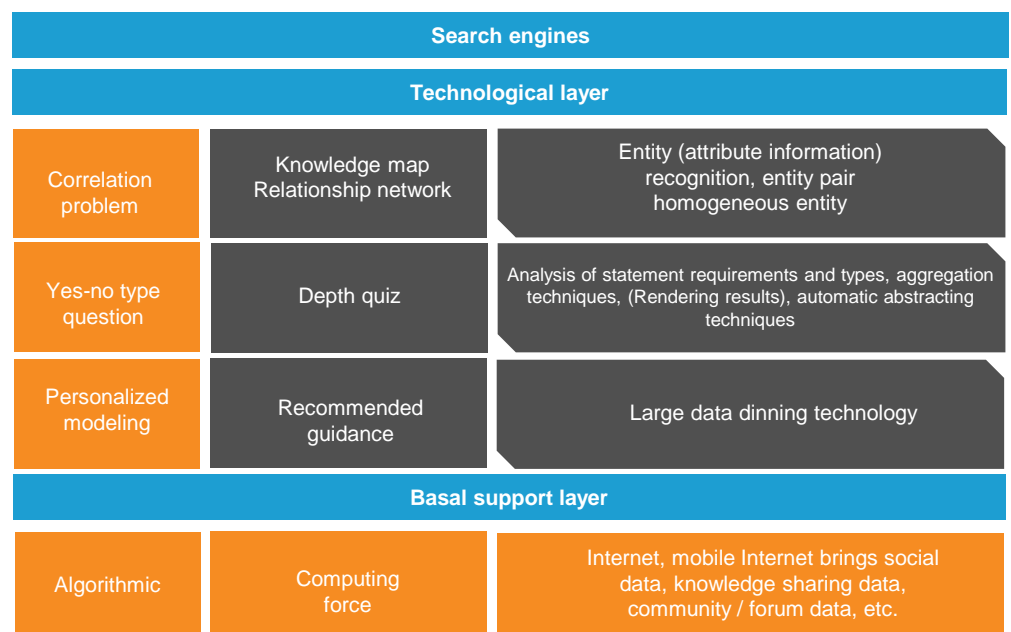 Search engines
Technological layer
Correlation
problem
Knowledge map
Relationship network
Entity (attribute information)
recognition, entity pair
homogeneous entity
Yes-no type
question
Depth quiz
Analysis of statement requirements and types, aggregation
techniques, (Rendering results), automatic abstracting
techniques
Personalized
modeling
Recommended
guidance
Large data dinning technology
Basal support layer
Algorithmic
Computing
force
Internet, mobile Internet brings social
data, knowledge sharing data,
community / forum data, etc.